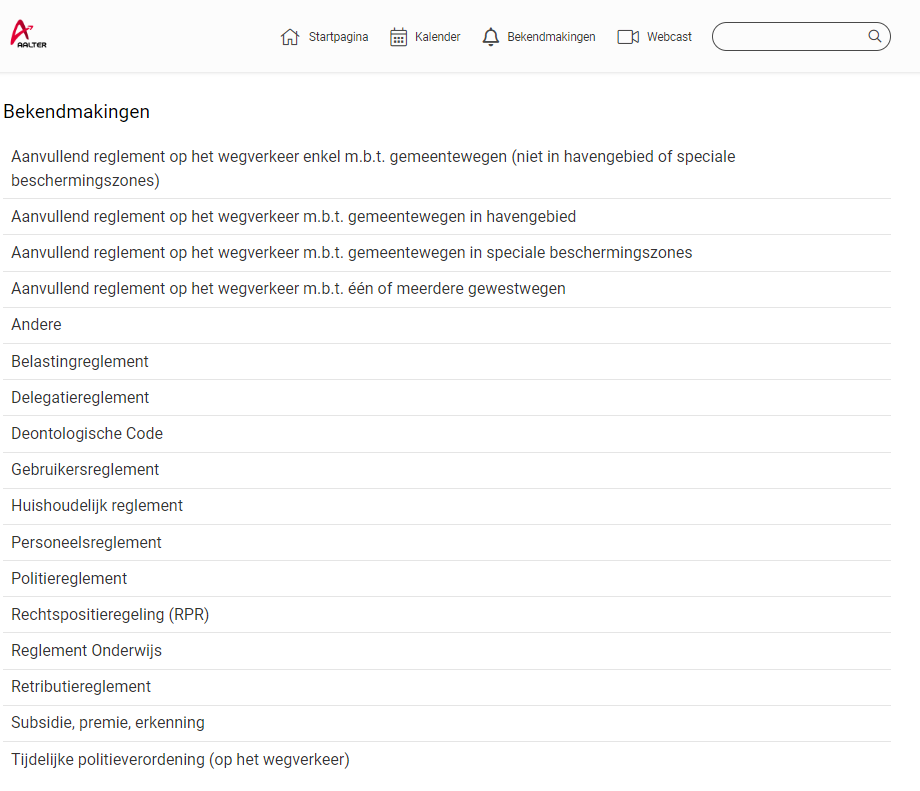 AALTER
Startpagina
Kalender
Bekendmakingen
Webcast
Bekendmakingen
Aanvullend reglement op het wegverkeer enkel m.b.t. gemeentewegen (niet in havengebied of speciale
beschermingszones)
Aanvullend reglement op het wegverkeer m.b.t. gemeentewegen in havengebied
Aanvullend reglement op het wegverkeer m.b.t. gemeentewegen in speciale beschermingszones
Aanvullend reglement op het wegverkeer m.b.t. één of meerdere gewestwegen
Andere
Belastingreglement
Delegatiereglement
Deontologische Code
Gebruikersreglement
Huishoudelijk reglement
Personeelsreglement
Politiereglement
Rechtspositieregeling (RPR)
Reglement Onderwijs
Retributiereglement
Subsidie, premie, erkenning
Tijdelijke politieverordening (op het wegverkeer)